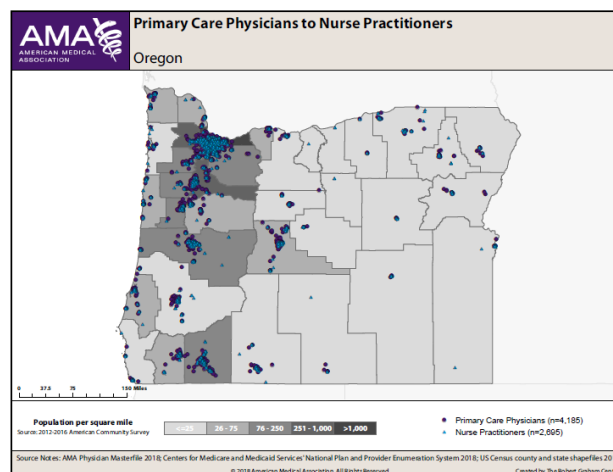 AMA
AMERICAN MEDICAL
ASSOCIATION
Primary Care Physicians to Nurse Practitioners
Oregon
0 37.5 75 150 Miles
Population per square mile
Source: 2012-2016 American Community Survey
<=25 26 - 75 76 - 250 251 - 1,000 >1,000
Primary Care Physicians (n=4,185)
Nurse Practitioners (n=2,695)
Source Notes: AMA Physician Masterfile 2018; Centers for Medicare and Medicaid Services' National Plan and Provider Enumeration System 2018; US Census county and state shapefiles 20
© 2018 American Medical Association. All Rights Reserved.
Created by The Robert Graham Cen